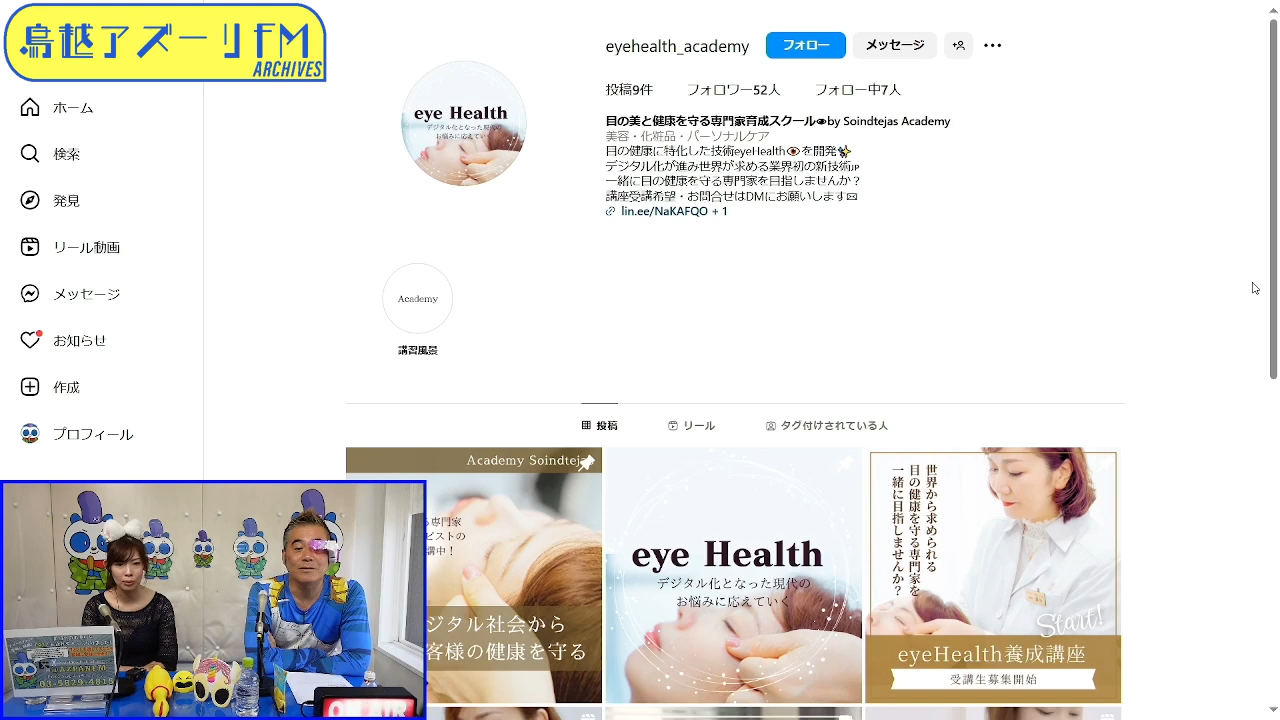 鳥越アズーリFM
ARCHIVES
ホーム
検索
発見
リール動画
メッセージ
お知らせ
作成
プロフィール
eyehealth_academy
フォロー
メッセージ
投稿9件
フォロワー52人
フォロー中7人
目の美と健康を守る専門家育成スクール👁by Soindtejas Academy
美容・化粧品・パーソナルケア
目の健康に特化した技術eyeHealth👁を開発✨
デジタル化が進み世界が求める業界初の新技術JP
一緒に目の健康を守る専門家を目指しませんか？
講座受講希望・お問合せはDMにお願いします✉
lin.ee/NaKAFQO + 1
eye Health
デジタル化となった現代の
お悩みに応えていく
Academy
講習風景
投稿
リール
タグ付けされている人
Academy Soindtejas
専門家
ピストの
講中！
ジタル社会から
客様の健康を守る
eye Health
デジタル化となった現代の
お悩みに応えていく
世界から求められる
目の健康を守る専門家を
一緒に目指しませんか？
Start!
eyeHealth養成講座
受講生募集開始
03-5829-4815
ON AIR